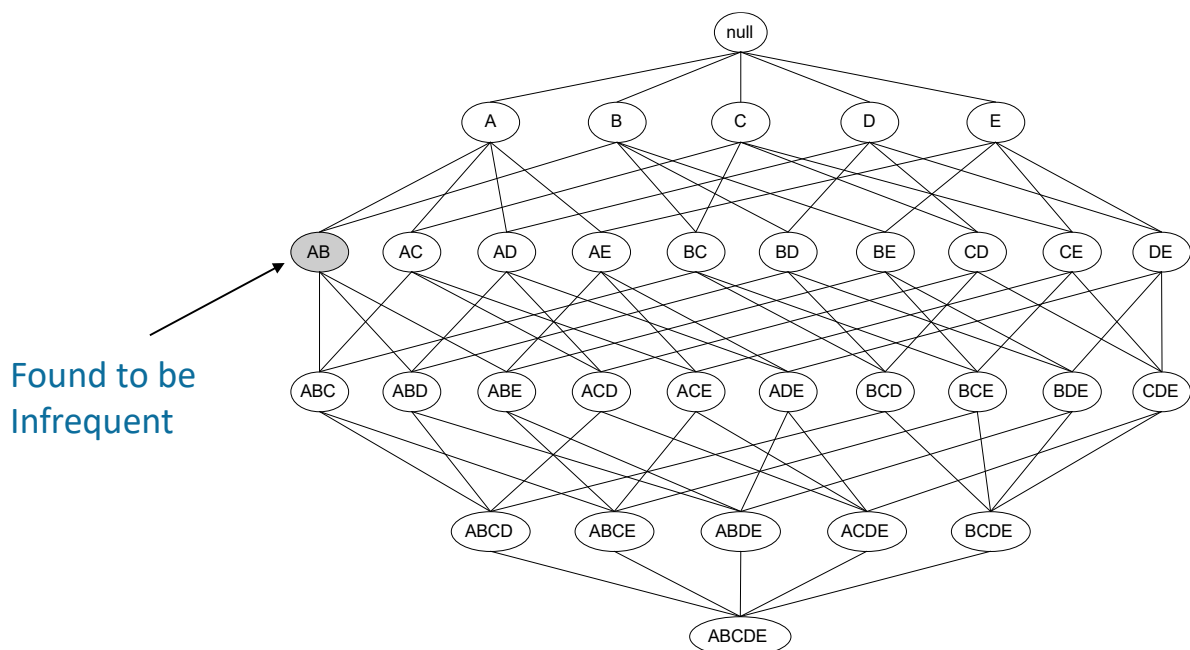 null
A B C D E
AB AC AD AE BC BD BE CD CE DE
Found to be
Infrequent
ABC ABD ABE ACD ACE ADE BCD BCE BDE CDE
ABCD ABCE ABDE ACDE BCDE
ABCDE